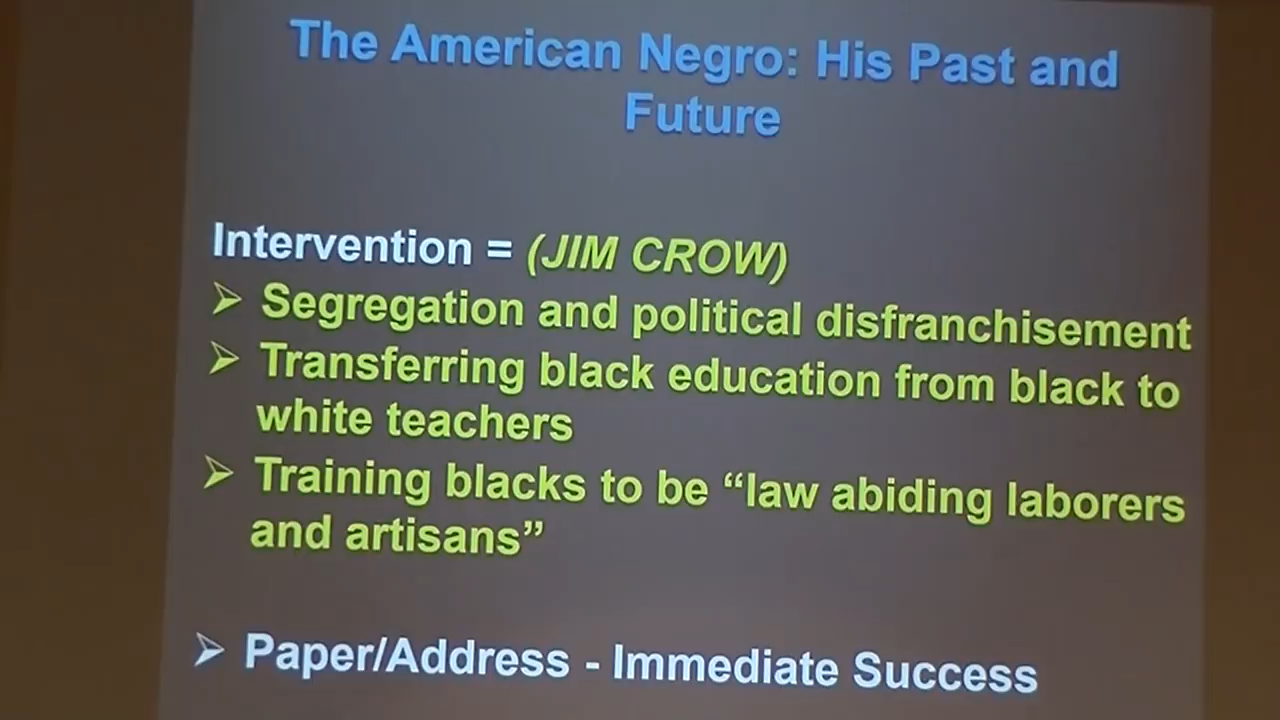 The American Negro: His Past and
Future
Intervention = (JIM CROW)
➢ Segregation and political disfranchisement
➢ Transferring black education from black to
white teachers
➢ Training blacks to be “law abiding laborers
and artisans”
➢ Paper/Address - Immediate Success